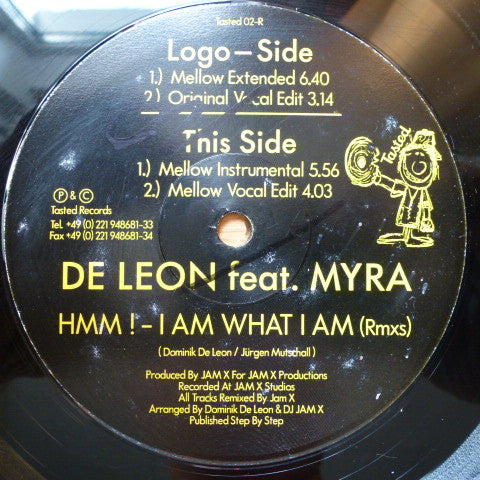 Tasted 02-R
Logo – Side
1.) Mellow Extended 6.40
2.) Original Vocal Edit 3.14
This Side
1.) Mellow Instrumental 5.56
2.) Mellow Vocal Edit 4.03
Tasted
Ⓟ & ©
Tasted Records
Tel. +49 (0) 221 948681-33
Fax +49 (0) 221 948681-34
DE LEON feat. MYRA
HMM ! – I AM WHAT I AM (Rmxs)
( Dominik De Leon / Jürgen Mutschall )
Produced By JAM X For JAM X Productions
Recorded At JAM X Studios
All Tracks Remixed By Jam X
Arranged By Dominik De Leon & DJ JAM X
Published Step By Step